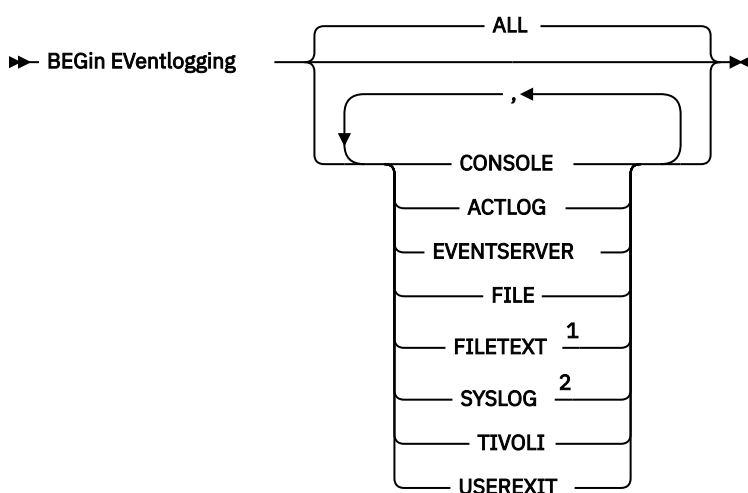 ALL
BEGin EVentlogging
,
CONSOLE
ACTLOG
EVENTSERVER
FILE
FILETEXT 1
SYSLOG 2
TIVOLI
USEREXIT